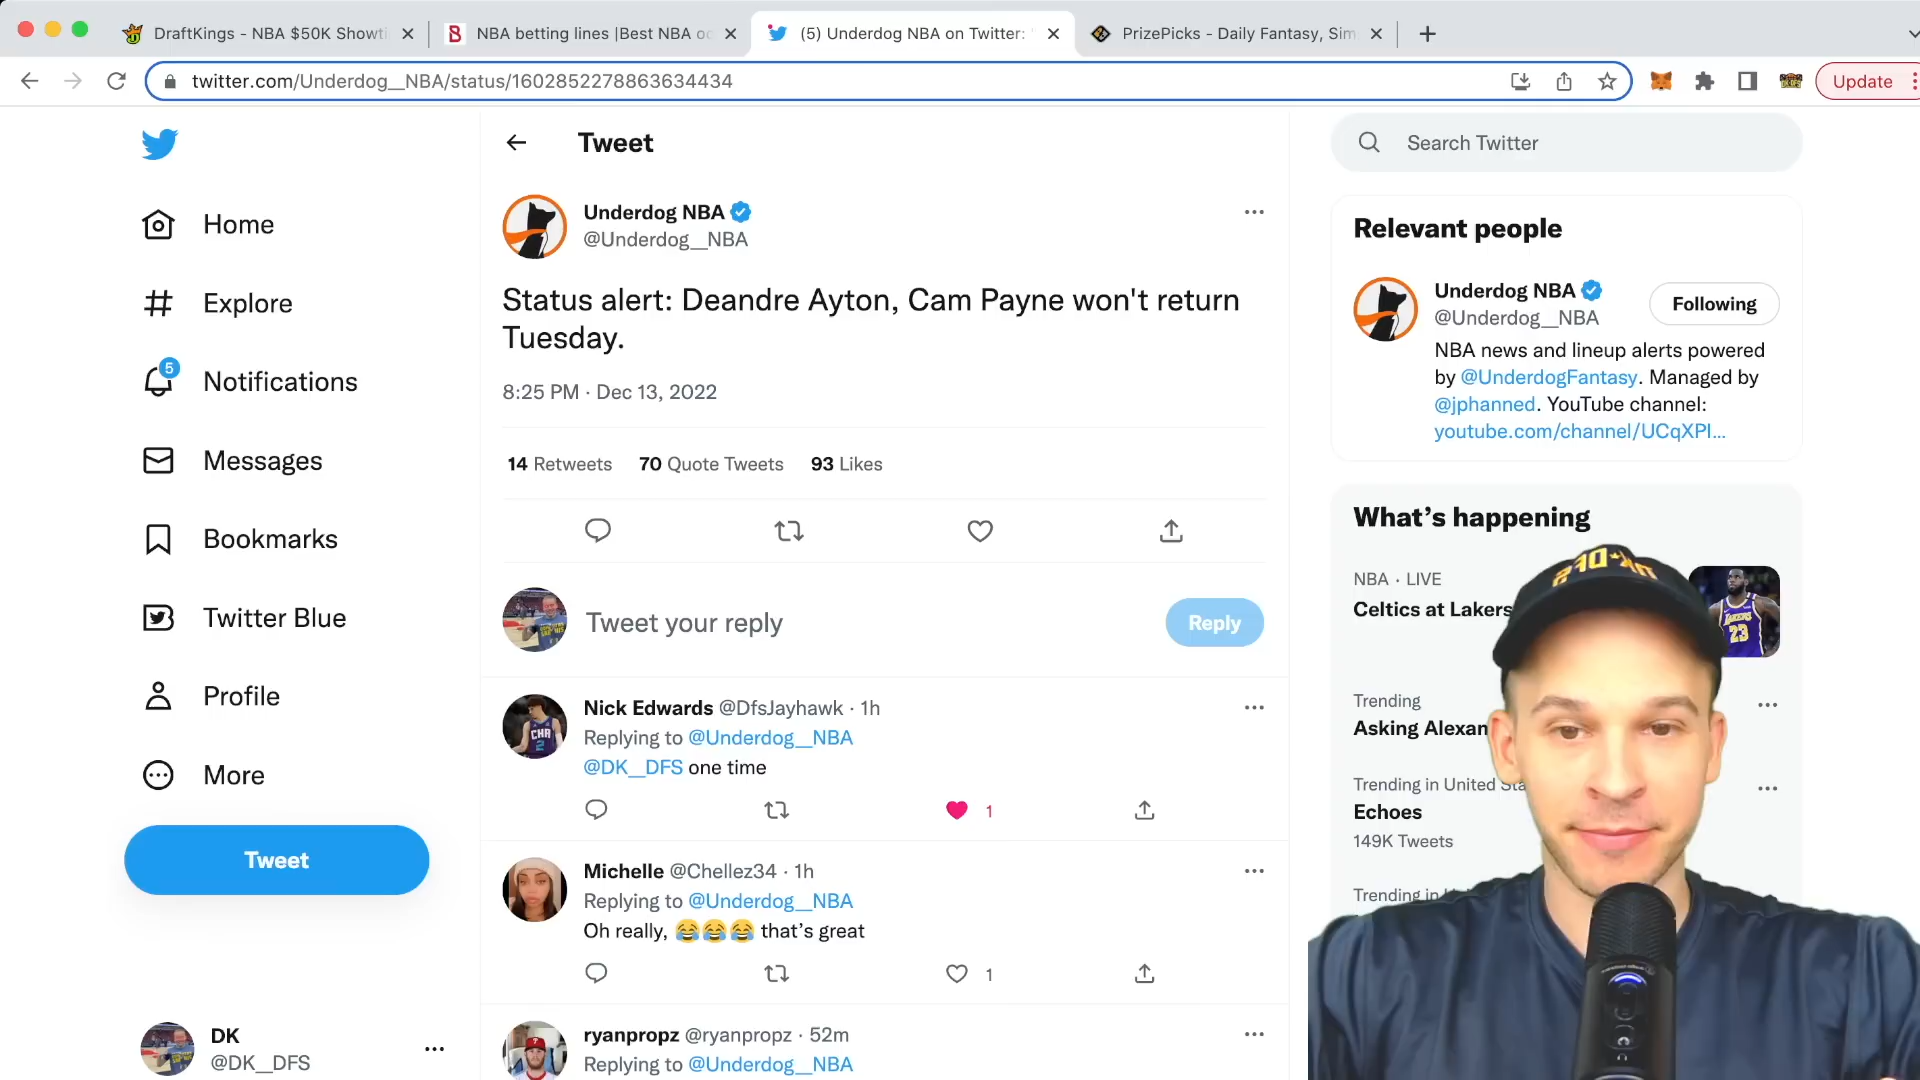 DraftKings - NBA $50K Showti
NBA betting lines |Best NBA o
(5) Underdog NBA on Twitter:
PrizePicks - Daily Fantasy, Sim
twitter.com/Underdog__NBA/status/1602852278863634434
Update
Tweet
Search Twitter
Home
Explore
5
Notifications
Messages
Bookmarks
Twitter Blue
Profile
More
Tweet
DK
@DK__DFS
Underdog NBA
@Underdog__NBA
Status alert: Deandre Ayton, Cam Payne won't return
Tuesday.
8:25 PM · Dec 13, 2022
14 Retweets 70 Quote Tweets 93 Likes
Tweet your reply
Reply
Nick Edwards @DfsJayhawk · 1h
Replying to @Underdog__NBA
@DK__DFS one time
1
Michelle @Chellez34 · 1h
Replying to @Underdog__NBA
Oh really, 😂😂😂 that's great
1
ryanpropz @ryanpropz · 52m
Replying to @Underdog__NBA
Relevant people
Underdog NBA
@Underdog__NBA
Following
NBA news and lineup alerts powered
by @UnderdogFantasy. Managed by
@jphanned. YouTube channel:
youtube.com/channel/UCqXPI...
What's happening
NBA · LIVE
Celtics at Lakers
LAKERS
23
Trending
Asking Alexan
Trending in United Sta
Echoes
149K Tweets
Trending in